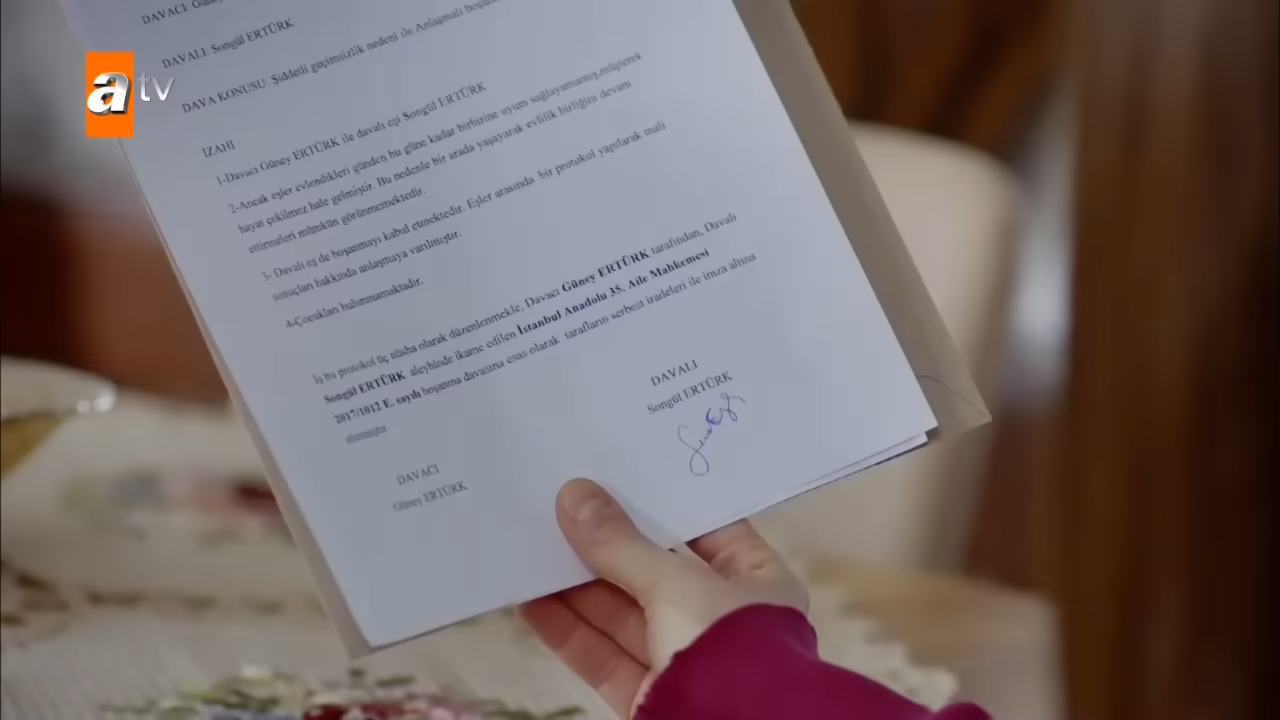 DAVACI: Güney
atv
DAVALI: Songül ERTÜRK
DAVA KONUSU: Şiddetli geçimsizlik nedeni ile Anlaşmalı
İZAHI
1-Davacı Güney ERTÜRK ile davalı eşi Songül ERTÜRK
2-Ancak eşler evlendikleri günden bu güne kadar birbirine uyum sağlayamamış,müşterek
hayat çekilmez hale gelmiştir. Bu nedenle bir arada yaşayarak evlilik birliğini devam
ettirmeleri mümkün görünmemektedir.
3- Davalı eş de boşanmayı kabul etmektedir. Eşler arasında bir protokol yapılarak mali
sonuçları hakkında anlaşmaya varılmıştır.
4-Çocukları bulunmamaktadır.
İş bu protokol üç nüsha olarak düzenlenmekle, Davacı Güney ERTÜRK tarafından, Davalı
Songül ERTÜRK aleyhinde ikame edilen İstanbul Anadolu 35. Aile Mahkemesi
2017/1012 E. sayılı boşanma davasına esas olarak tarafların serbest iradeleri ile imza altına
alınmıştır.
DAVALI
Songül ERTÜRK
DAVACI
Güney ERTÜRK